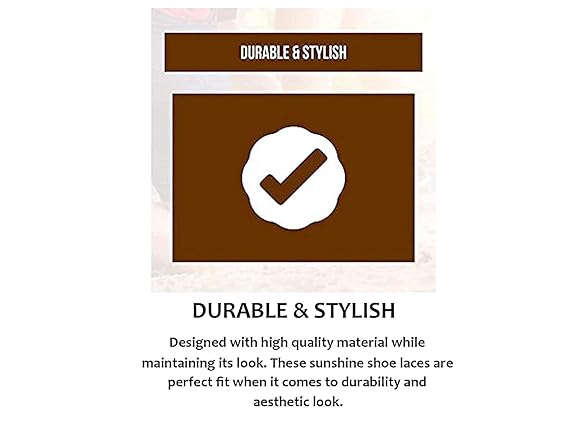 DURABLE & STYLISH
DURABLE & STYLISH
Designed with high quality material while
maintaining its look. These sunshine shoe laces are
perfect fit when it comes to durability and
aesthetic look.